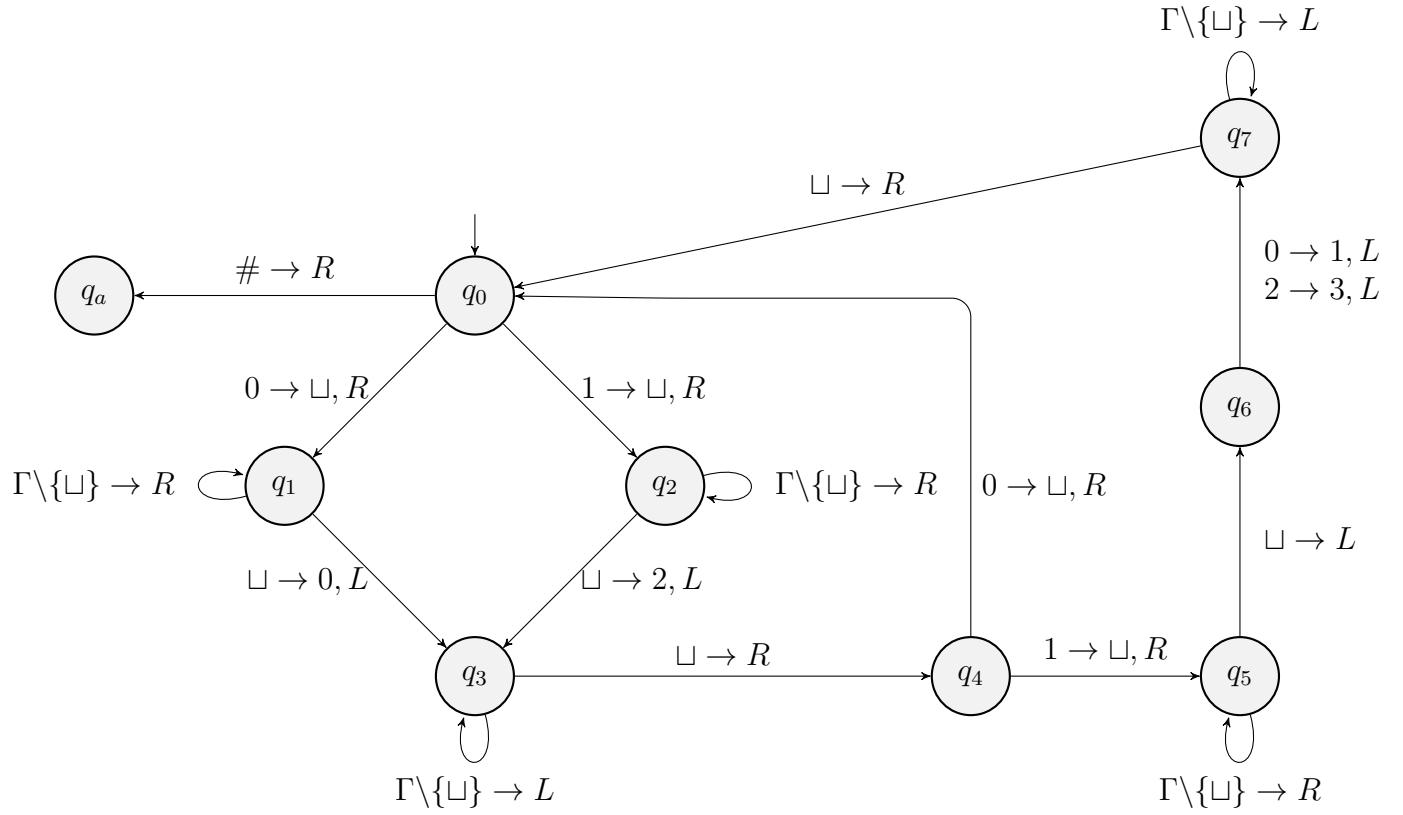 Γ\{⊔} → L
q₇
⊔ → R
# → R
0 → 1, L
2 → 3, L
qₐ
q₀
0 → ⊔, R
1 → ⊔, R
q₆
Γ\{⊔} → R
q₁
q₂
Γ\{⊔} → R
0 → ⊔, R
⊔ → L
⊔ → 0, L
⊔ → 2, L
⊔ → R
1 → ⊔, R
q₃
q₄
q₅
Γ\{⊔} → L
Γ\{⊔} → R